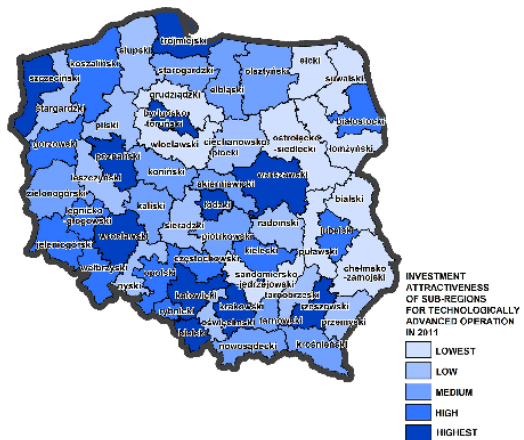 słupski
trójmiejski
koszaliński
ełcki
suwalski
starogardzki
olsztyński
szczeciński
elbląski
grudziądzki
stargardzki
bydgosko-
toruński
białostocki
pilski
ostrołęcko
-siedlecki
ciechanowsko-
płocki
gorzowski
włocławski
łomżyński
poznański
koniński
leszczyński
skierniewicki
warszawski
zielonogórski
bialski
legnicko
-głogowski
kaliski
łódzki
sieradzki
radomski
lubelski
wrocławski
piotrkowski
puławski
jeleniogórski
kielecki
częstochowski
wałbrzyski
opolski
sandomiersko
-jędrzejowski
chełmsko
-zamojski
nyski
katowicki
tarnobrzeski
rybnicki
krakowski
rzeszowski
oświęcimski
tarnowski
przemyski
bielski
nowosądecki
krośnieński
INVESTMENT
ATTRACTIVENESS
OF SUB-REGIONS
FOR TECHNOLOGICALLY
ADVANCED OPERATION
IN 2011
LOWEST
LOW
MEDIUM
HIGH
HIGHEST